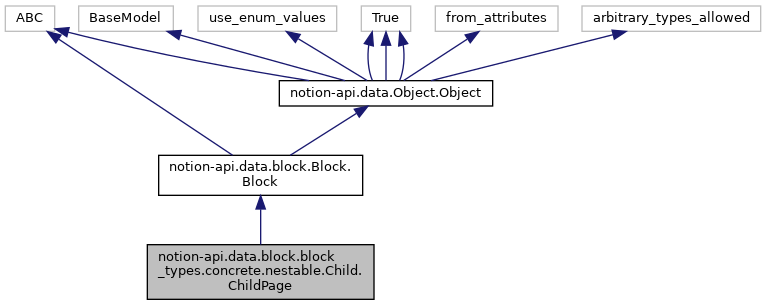 ABC
BaseModel
use_enum_values
True
from_attributes
arbitrary_types_allowed
notion-api.data.Object.Object
notion-api.data.block.Block.
Block
notion-api.data.block.block
_types.concrete.nestable.Child.
ChildPage